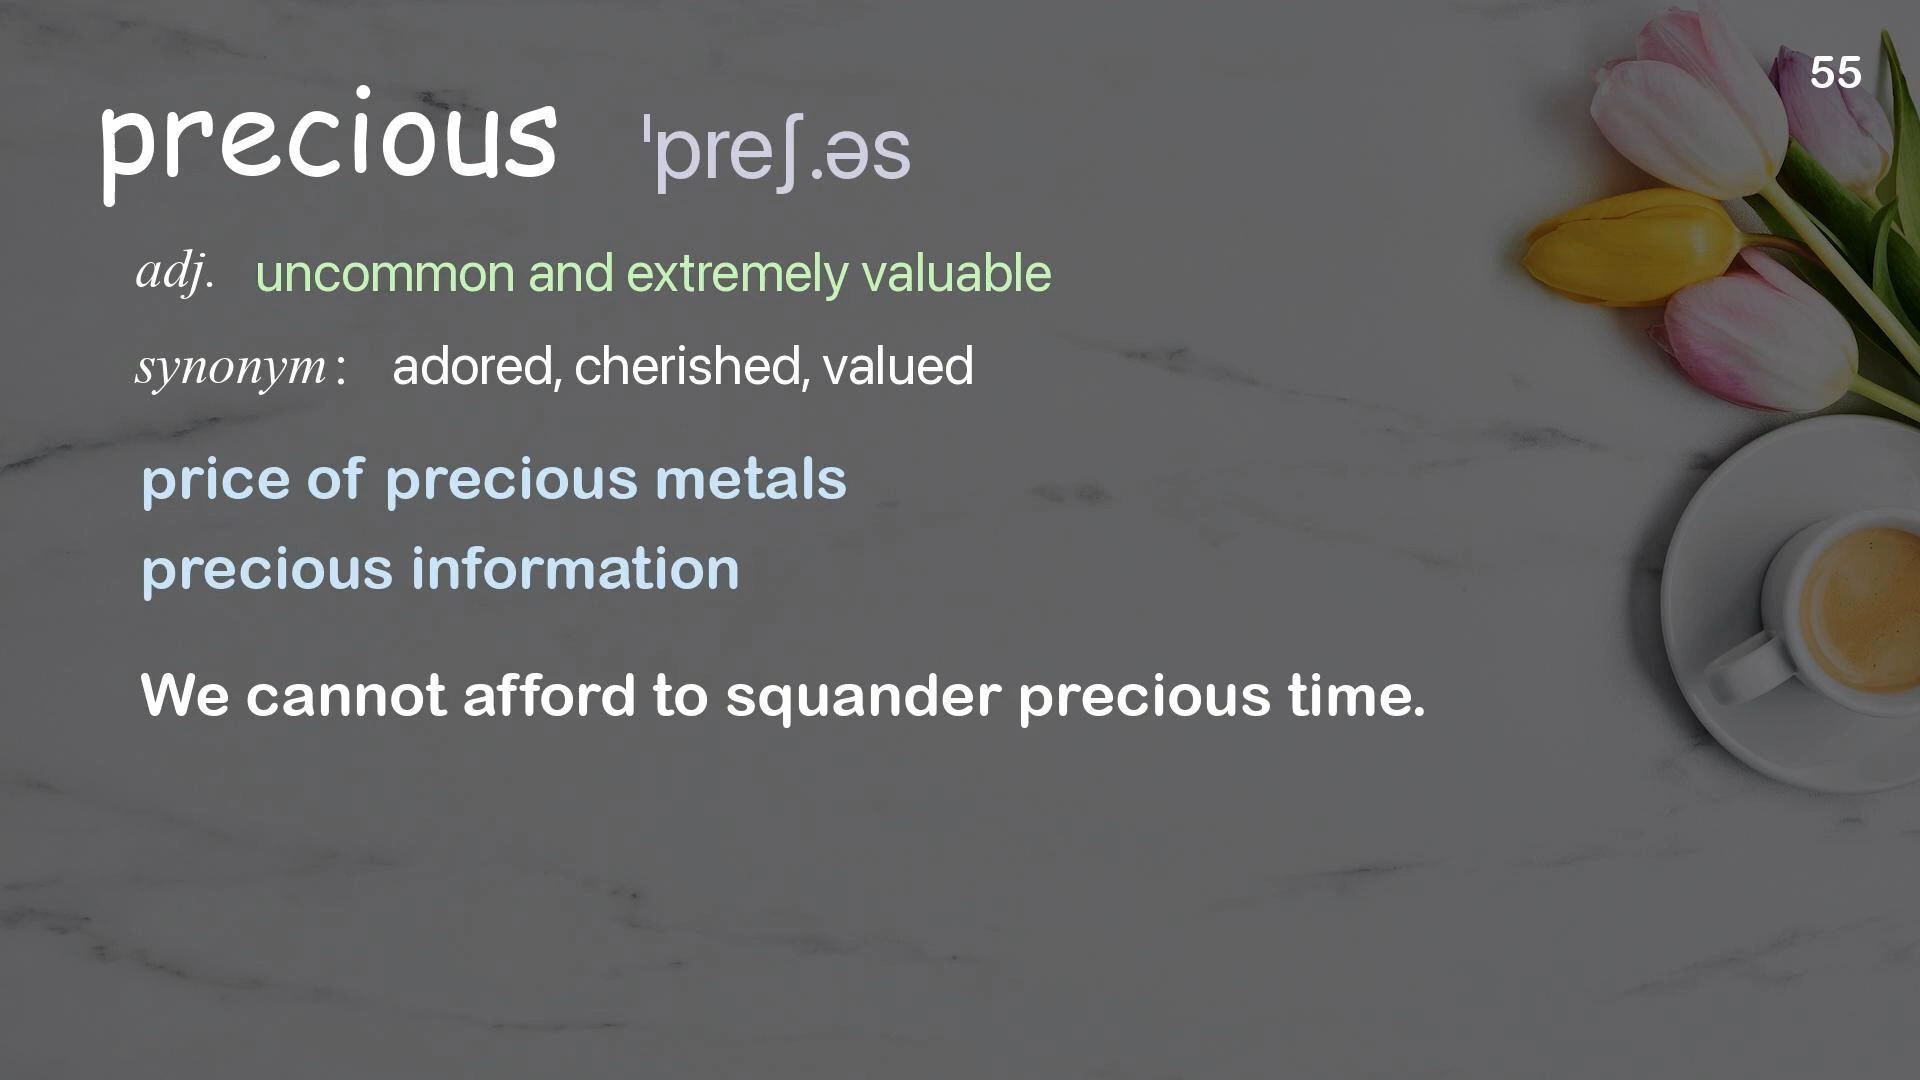 55
precious ˈpreʃ.əs
adj. uncommon and extremely valuable
synonym: adored, cherished, valued
price of precious metals
precious information
We cannot afford to squander precious time.